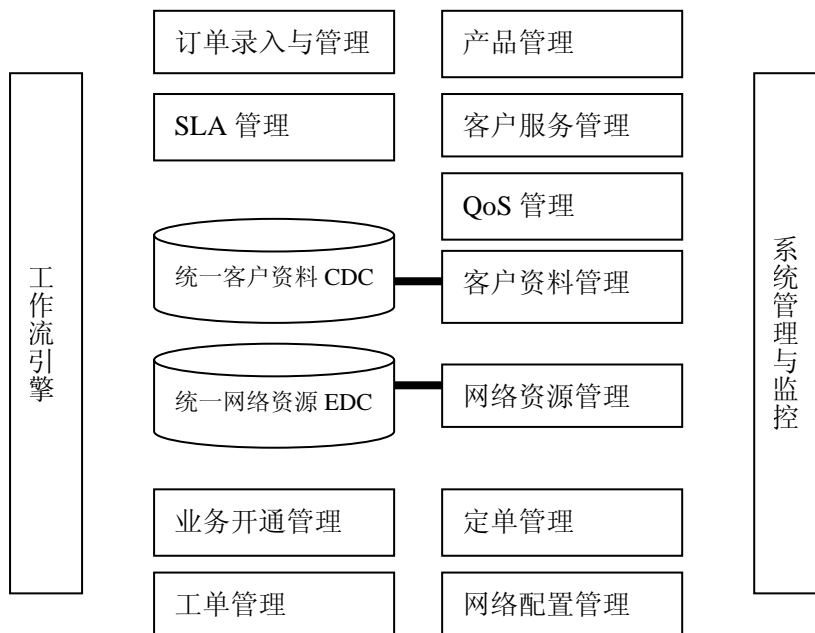 订单录入与管理
产品管理
SLA 管理
客户服务管理
QoS 管理
统一客户资料 CDC
客户资料管理
统一网络资源 EDC
网络资源管理
业务开通管理
定单管理
工单管理
网络配置管理
工作流引擎
系统管理与监控